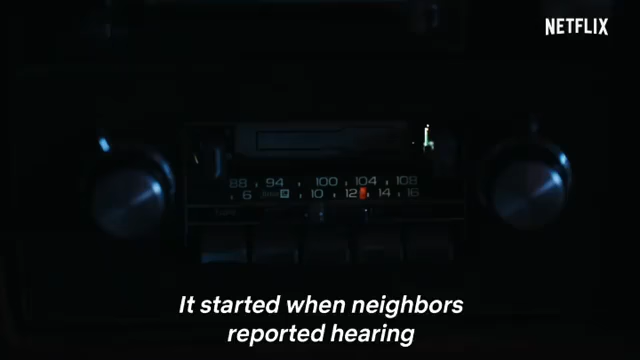 NETFLIX
88 94 100 104 108
6 10 12 14 16
It started when neighbors
reported hearing